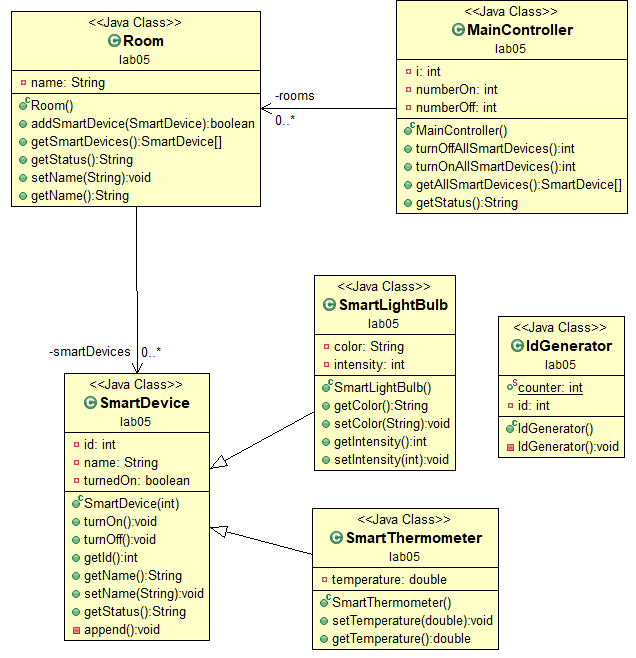 <<Java Class>>
Room
lab05
name: String
Room()
addSmartDevice(SmartDevice):boolean
getSmartDevices():SmartDevice[]
getStatus():String
setName(String):void
getName():String
<<Java Class>>
MainController
lab05
i: int
numberOn: int
numberOff: int
MainController()
turnOffAllSmartDevices():int
turnOnAllSmartDevices():int
getAllSmartDevices():SmartDevice[]
getStatus():String
-rooms
0..*
-smartDevices
0..*
<<Java Class>>
SmartDevice
lab05
id: int
name: String
turnedOn: boolean
SmartDevice(int)
turnOn():void
turnOff():void
getId():int
getName():String
setName(String):void
getStatus():String
append():void
<<Java Class>>
SmartLightBulb
lab05
color: String
intensity: int
SmartLightBulb()
getColor():String
setColor(String):void
getIntensity():int
setIntensity(int):void
<<Java Class>>
IdGenerator
lab05
counter: int
id: int
IdGenerator()
IdGenerator():void
<<Java Class>>
SmartThermometer
lab05
temperature: double
SmartThermometer()
setTemperature(double):void
getTemperature():double